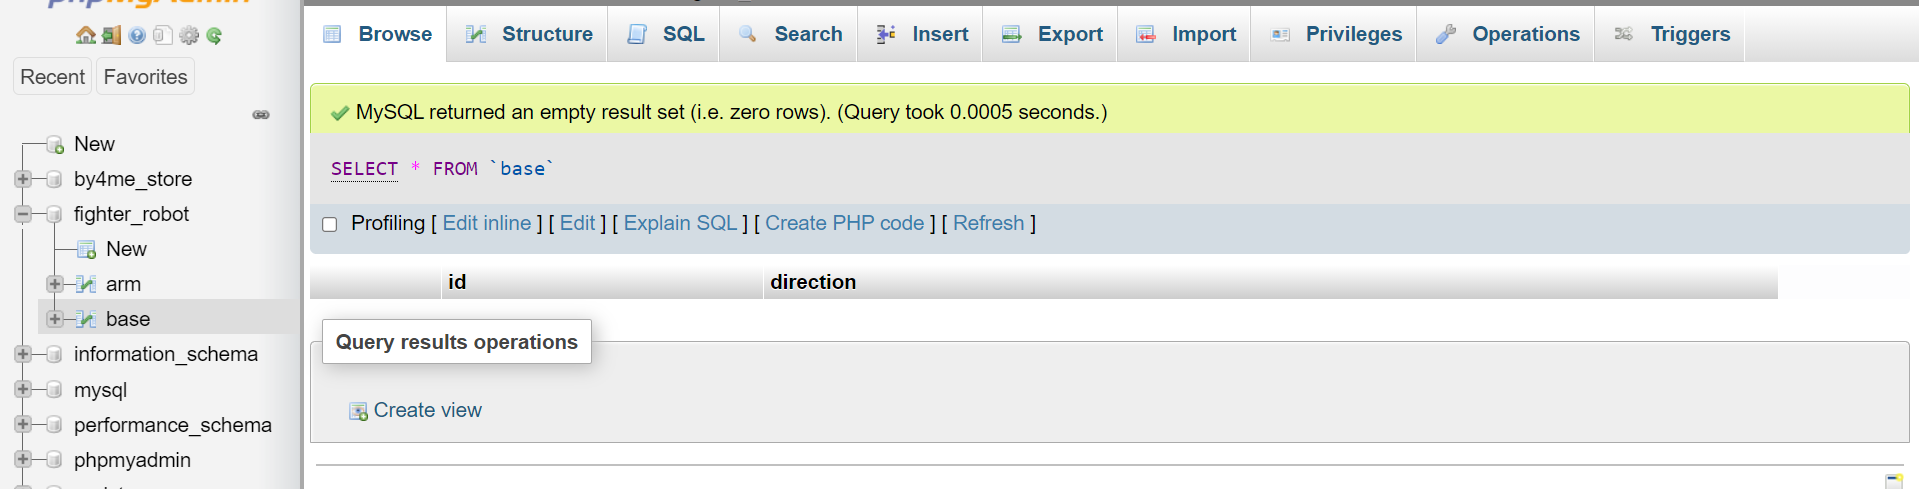 phpMyAdmin
Recent
Favorites
New
by4me_store
fighter_robot
New
arm
base
information_schema
mysql
performance_schema
phpmyadmin
Browse
Structure
SQL
Search
Insert
Export
Import
Privileges
Operations
Triggers
MySQL returned an empty result set (i.e. zero rows). (Query took 0.0005 seconds.)
SELECT * FROM `base`
Profiling [ Edit inline ] [ Edit ] [ Explain SQL ] [ Create PHP code ] [ Refresh ]
id direction
Query results operations
Create view